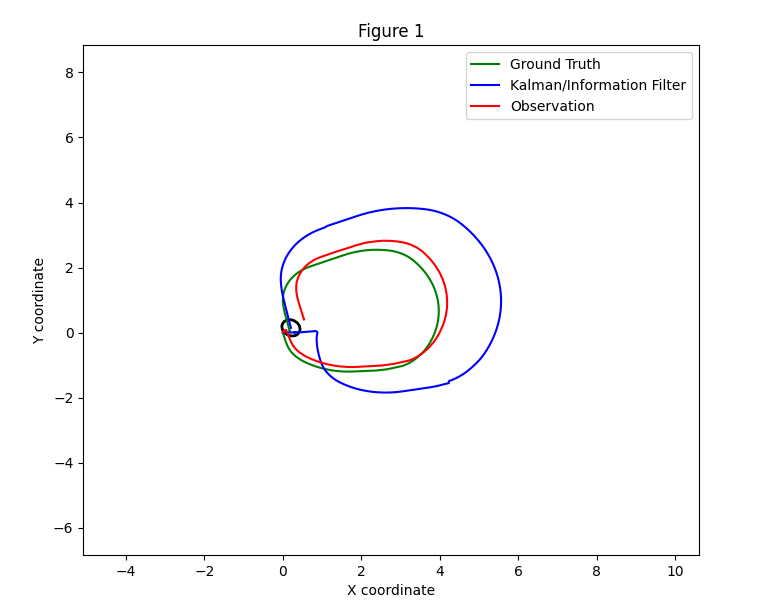 Figure 1
Ground Truth
Kalman/Information Filter
Observation
8
6
4
2
0
−2
−4
−6
Y coordinate
−4 −2 0 2 4 6 8 10
X coordinate